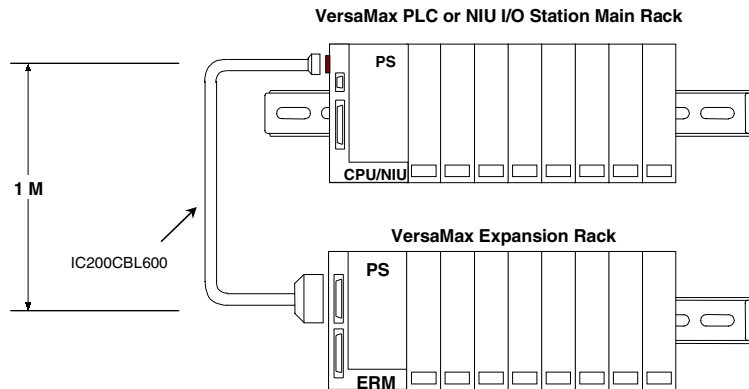 VersaMax PLC or NIU I/O Station Main Rack
PS
CPU/NIU
1 M
VersaMax Expansion Rack
IC200CBL600
PS
ERM